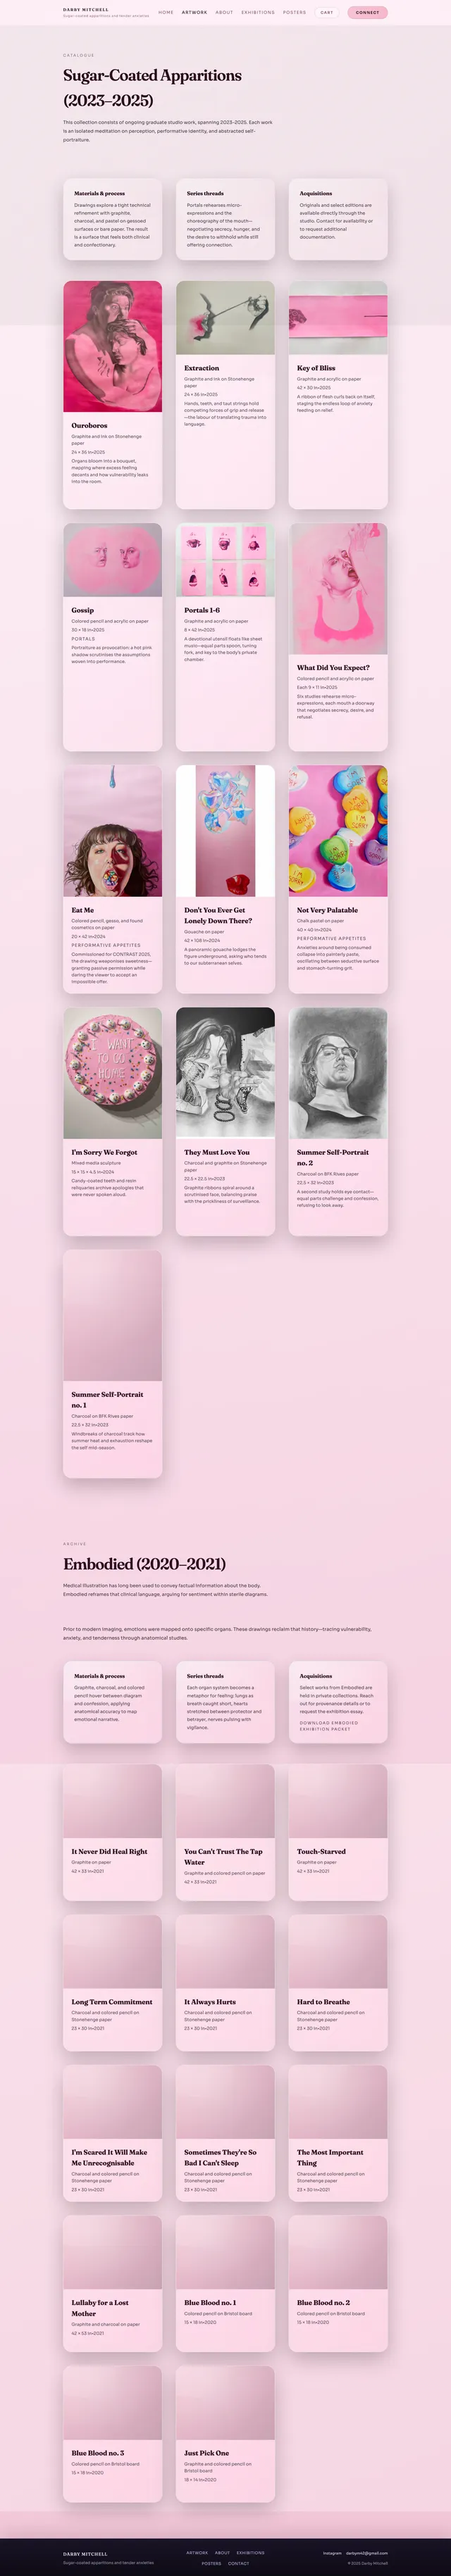 DARBY MITCHELL
Sugar-coated apparitions and tender anxieties
HOME ARTWORK ABOUT EXHIBITIONS POSTERS CART CONNECT
CATALOGUE
Sugar-Coated Apparitions
(2023–2025)
This collection consists of ongoing graduate studio work, spanning 2023-2025. Each work
is an isolated meditation on perception, performative identity, and abstracted self-
portraiture.
Materials & process
Drawings explore a tight technical
refinement with graphite,
charcoal, and pastel on gessoed
surfaces or bare paper. The result
is a surface that feels both clinical
and confectionary.
Series threads
Portals rehearses micro-
expressions and the
choreography of the mouth—
negotiating secrecy, hunger, and
the desire to withhold while still
offering connection.
Acquisitions
Originals and select editions are
available directly through the
studio. Contact for availability or
to request additional
documentation.
Ouroboros
Graphite and ink on Stonehenge
paper
24 × 36 in•2025
Organs bloom into a bouquet,
mapping where excess feeling
decants and how vulnerability leaks
into the room.
Extraction
Graphite and ink on Stonehenge
paper
24 × 36 in•2025
Hands, teeth, and taut strings hold
competing forces of grip and release
—the labour of translating trauma into
language.
Key of Bliss
Graphite and acrylic on paper
42 × 30 in•2025
A ribbon of flesh curls back on itself,
staging the endless loop of anxiety
feeding on relief.
Gossip
Colored pencil and acrylic on paper
30 × 18 in•2025
PORTALS
Portraiture as provocation: a hot pink
shadow scrutinises the assumptions
woven into performance.
Portals 1-6
Graphite and acrylic on paper
6 × 42 in•2025
A devotional utensil floats like sheet
music—equal parts spoon, tuning
fork, and key to the body's private
chamber.
What Did You Expect?
Colored pencil and acrylic on paper
Each 9 × 11 in•2025
Six studies rehearse micro-
expressions, each mouth a doorway
that negotiates secrecy, desire, and
refusal.
Eat Me
Colored pencil, gesso, and found
cosmetics on paper
20 × 42 in•2024
PERFORMATIVE APPETITES
Commissioned for CONTRAST 2025,
the drawing weaponises sweetness—
granting passive permission while
daring the viewer to accept an
impossible offer.
Don't You Ever Get
Lonely Down There?
Gouache on paper
42 × 108 in•2024
A panoramic gouache lodges the
figure underground, asking who tends
to our subterranean selves.
I'M SORRY
Not Very Palatable
Chalk pastel on paper
40 × 40 in•2024
PERFORMATIVE APPETITES
Anxieties around being consumed
collapse into painterly paste,
oscillating between seductive surface
and stomach-turning grit.
I WANT
TO GO
HOME
I'm Sorry We Forgot
Mixed media sculpture
15 × 15 × 4.5 in•2024
Candy-coated teeth and resin
reliquaries archive apologies that
were never spoken aloud.
They Must Love You
Charcoal and graphite on Stonehenge
paper
22.5 × 22.5 in•2023
Graphite ribbons spiral around a
scrutinised face, balancing praise
with the prickliness of surveillance.
Summer Self-Portrait
no. 2
Charcoal on BFK Rives paper
22.5 × 32 in•2023
A second study holds eye contact—
equal parts challenge and confession,
refusing to look away.
Summer Self-Portrait
no. 1
Charcoal on BFK Rives paper
23.5 × 32 in•2023
Windbreaks of charcoal track how
summer heat and exhaustion reshape
the self mid-season.
ARCHIVE
Embodied (2020–2021)
Medical illustration has long been used to convey factual information about the body.
Embodied reframes that clinical language, arguing for sentiment within sterile diagrams.
Prior to modern imaging, emotions were mapped onto specific organs. These drawings reclaim that history—tracing vulnerability,
anxiety, and tenderness through anatomical studies.
Materials & process
Graphite, charcoal, and colored
pencil hover between diagram
and confession, applying
anatomical accuracy to map
emotional narrative.
Series threads
Each organ system becomes a
metaphor for feeling: lungs as
breath caught short, hearts
stretched between protector and
betrayer, nerves pulsing with
vigilance.
Acquisitions
Select works from Embodied are
held in private collections. Reach
out for provenance details or to
request the exhibition essay.
DOWNLOAD EMBODIED
EXHIBITION PACKET
It Never Did Heal Right
Graphite on paper
42 × 33 in•2021
You Can't Trust The Tap
Water
Graphite and colored pencil on paper
42 × 33 in•2021
Touch-Starved
Graphite on paper
42 × 33 in•2021
Long Term Commitment
Charcoal and colored pencil on
Stonehenge paper
23 × 30 in•2021
It Always Hurts
Charcoal and colored pencil on
Stonehenge paper
23 × 30 in•2021
Hard to Breathe
Charcoal and colored pencil on
Stonehenge paper
23 × 30 in•2021
I'm Scared It Will Make
Me Unrecognisable
Charcoal and colored pencil on
Stonehenge paper
23 × 30 in•2021
Sometimes They're So
Bad I Can't Sleep
Charcoal and colored pencil on
Stonehenge paper
23 × 30 in•2021
The Most Important
Thing
Charcoal and colored pencil on
Stonehenge paper
23 × 30 in•2021
Lullaby for a Lost
Mother
Graphite and charcoal on paper
42 × 53 in•2021
Blue Blood no. 1
Colored pencil on Bristol board
15 × 18 in•2020
Blue Blood no. 2
Colored pencil on Bristol board
15 × 18 in•2020
Blue Blood no. 3
Colored pencil on Bristol board
15 × 18 in•2020
Just Pick One
Graphite and colored pencil on
Bristol board
18 × 14 in•2020
DARBY MITCHELL
Sugar-coated apparitions and tender anxieties
ARTWORK ABOUT EXHIBITIONS
POSTERS CONTACT
Instagram
© 2025 Darby Mitchell